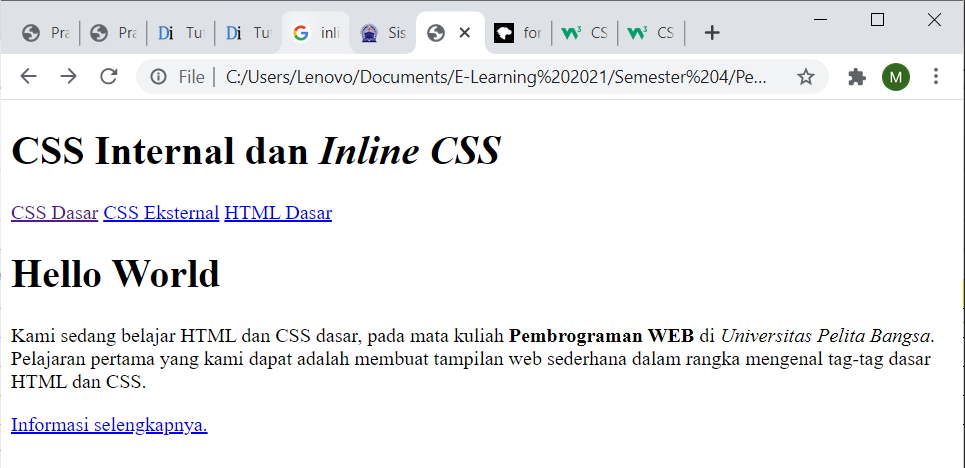 Pra
Pra
Di Tut
Di Tut
inli
Sis
for
CS
CS
File
C:/Users/Lenovo/Documents/E-Learning%202021/Semester%204/Pe...
M
CSS Internal dan Inline CSS
CSS Dasar CSS Eksternal HTML Dasar
Hello World
Kami sedang belajar HTML dan CSS dasar, pada mata kuliah Pembrograman WEB di Universitas Pelita Bangsa.
Pelajaran pertama yang kami dapat adalah membuat tampilan web sederhana dalam rangka mengenal tag-tag dasar
HTML dan CSS.
Informasi selengkapnya.